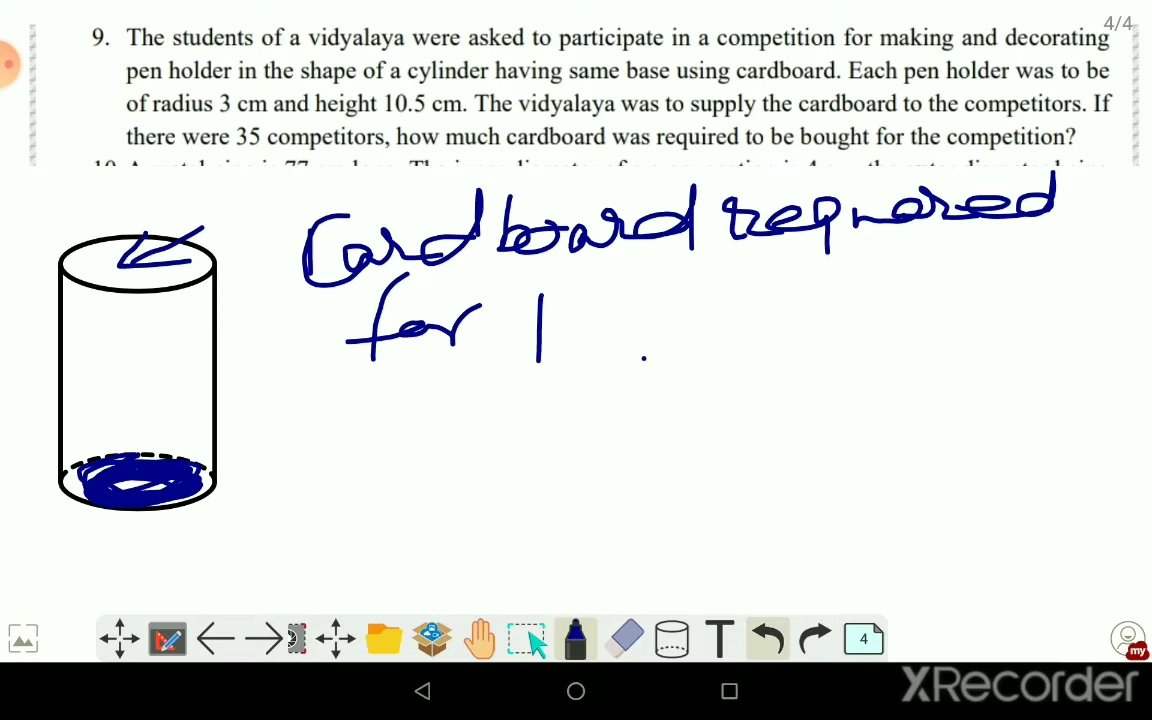 4/4
9. The students of a vidyalaya were asked to participate in a competition for making and decorating
pen holder in the shape of a cylinder having same base using cardboard. Each pen holder was to be
of radius 3 cm and height 10.5 cm. The vidyalaya was to supply the cardboard to the competitors. If
there were 35 competitors, how much cardboard was required to be bought for the competition?
Cardboard required
for 1
T
4
my
XRecorder